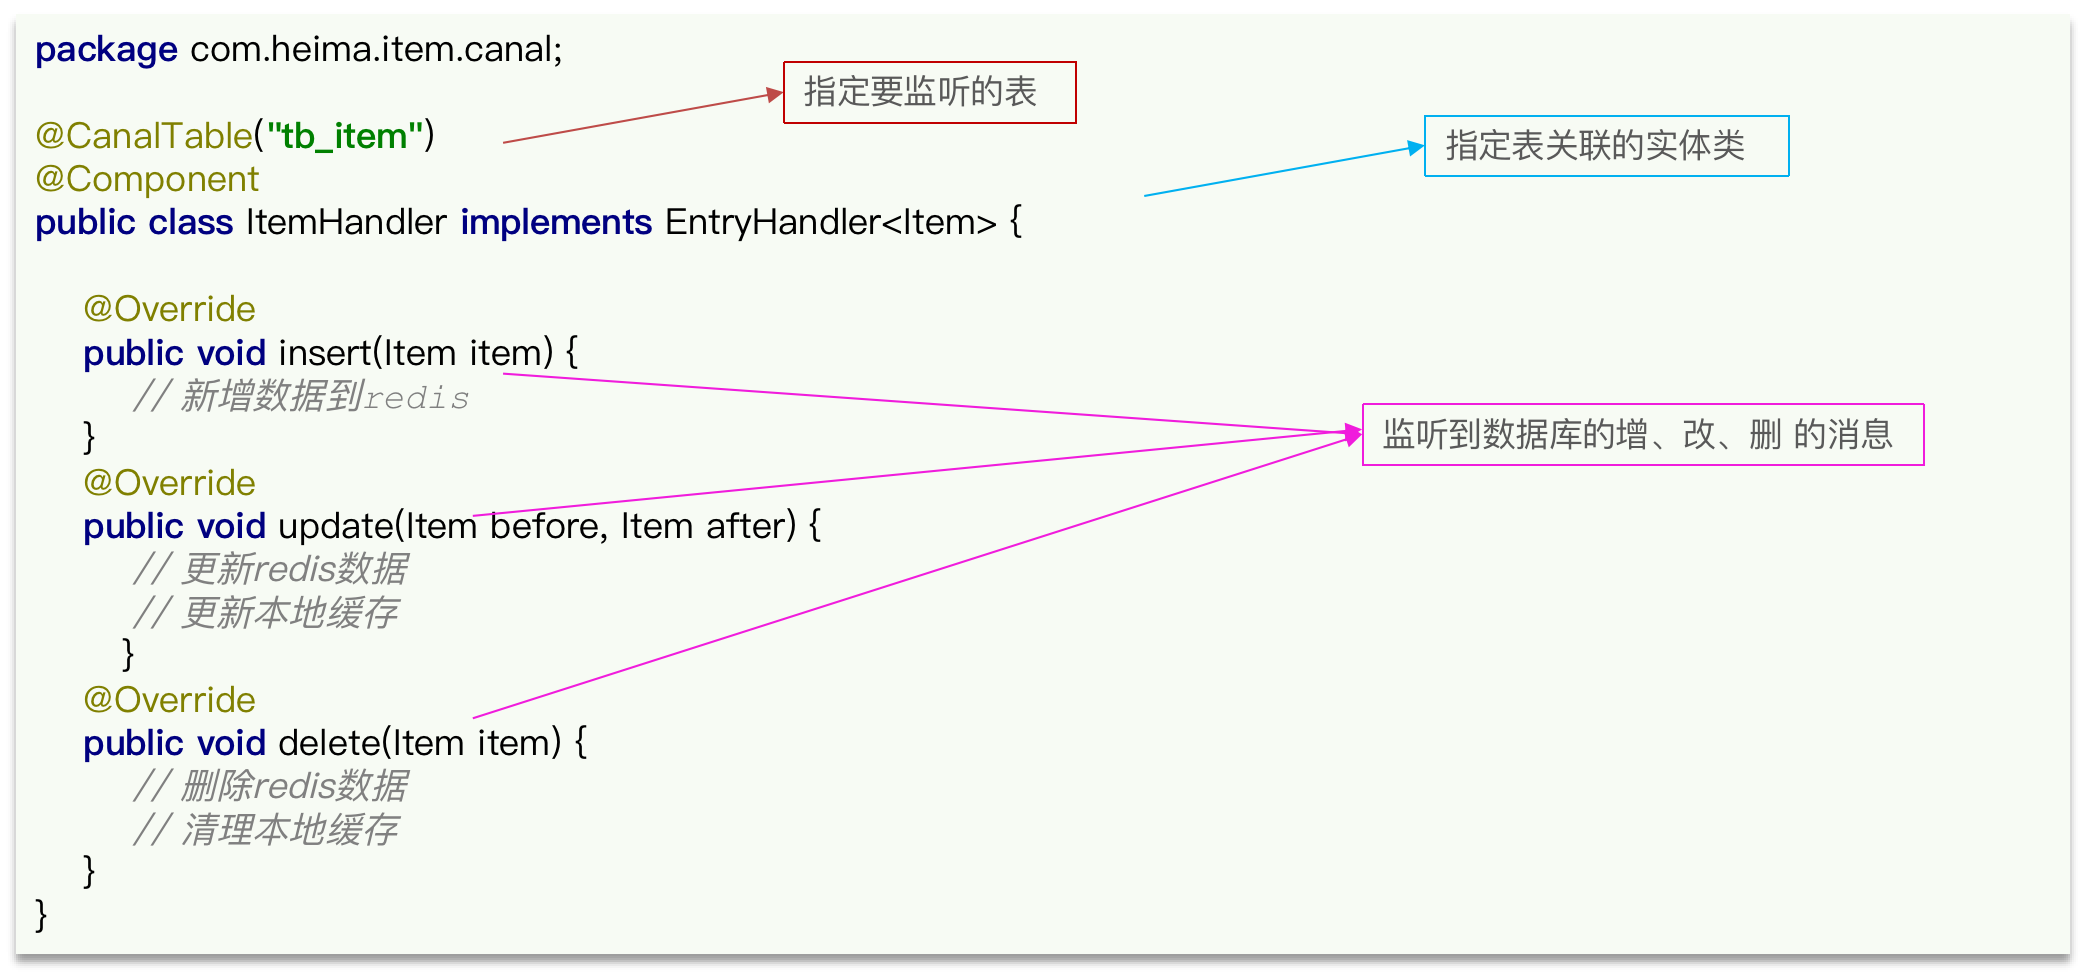 package com.heima.item.canal;
指定要监听的表
@CanalTable("tb_item")
指定表关联的实体类
@Component
public class ItemHandler implements EntryHandler<Item> {
@Override
public void insert(Item item) {
// 新增数据到redis
}
监听到数据库的增、改、删 的消息
@Override
public void update(Item before, Item after) {
// 更新redis数据
// 更新本地缓存
}
@Override
public void delete(Item item) {
// 删除redis数据
// 清理本地缓存
}
}